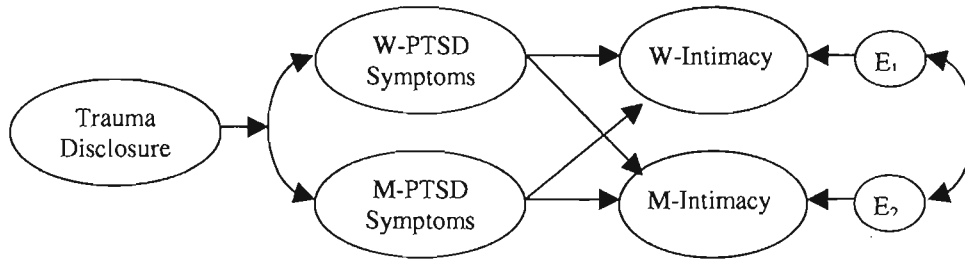 W-PTSD
Symptoms
W-Intimacy
E₁
Trauma
Disclosure
M-PTSD
Symptoms
M-Intimacy
E₂